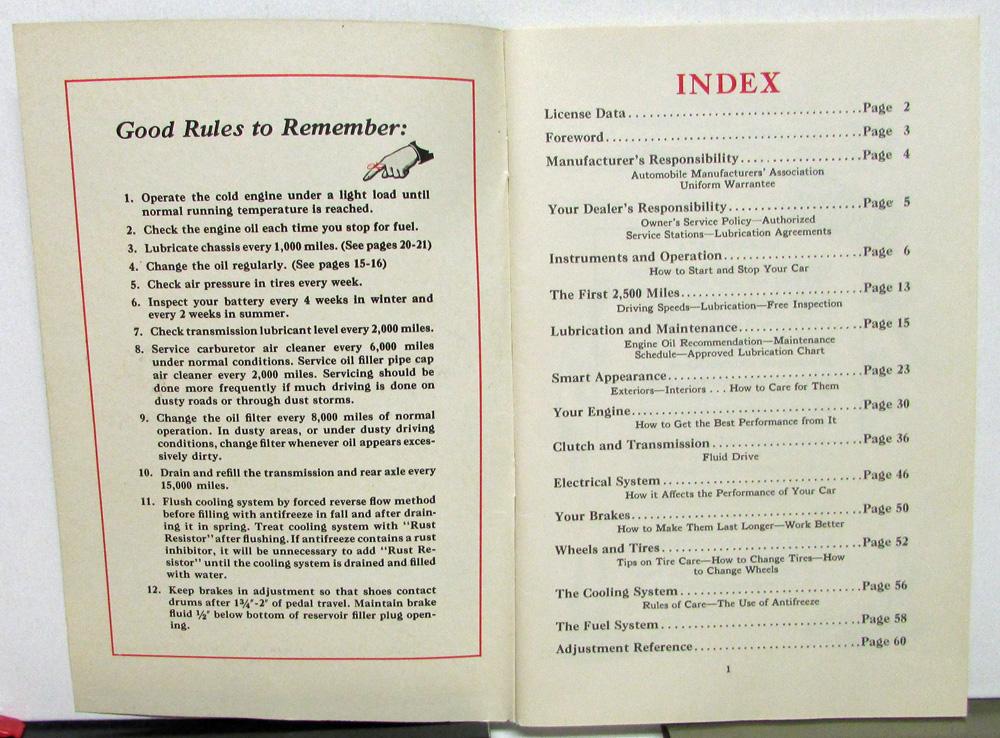 Good Rules to Remember:
1. Operate the cold engine under a light load until
normal running temperature is reached.
2. Check the engine oil each time you stop for fuel.
3. Lubricate chassis every 1,000 miles. (See pages 20-21)
4. Change the oil regularly. (See pages 15-16)
5. Check air pressure in tires every week.
6. Inspect your battery every 4 weeks in winter and
every 2 weeks in summer.
7. Check transmission lubricant level every 2,000 miles.
8. Service carburetor air cleaner every 6,000 miles
under normal conditions. Service oil filler pipe cap
air cleaner every 2,000 miles. Servicing should be
done more frequently if much driving is done on
dusty roads or through dust storms.
9. Change the oil filter every 8,000 miles of normal
operation. In dusty areas, or under dusty driving
conditions, change filter whenever oil appears exces-
sively dirty.
10. Drain and refill the transmission and rear axle every
15,000 miles.
11. Flush cooling system by forced reverse flow method
before filling with antifreeze in fall and after drain-
ing it in spring. Treat cooling system with "Rust
Resistor" after flushing. If antifreeze contains a rust
inhibitor, it will be unnecessary to add "Rust Re-
sistor" until the cooling system is drained and filled
with water.
12. Keep brakes in adjustment so that shoes contact
drums after 1¾"-2" of pedal travel. Maintain brake
fluid ½" below bottom of reservoir filler plug open-
ing.
INDEX
License Data..............................Page 2
Foreword..................................Page 3
Manufacturer's Responsibility................Page 4
Automobile Manufacturers' Association
Uniform Warrantee
Your Dealer's Responsibility..................Page 5
Owner's Service Policy—Authorized
Service Stations—Lubrication Agreements
Instruments and Operation..................Page 6
How to Start and Stop Your Car
The First 2,500 Miles........................Page 13
Driving Speeds—Lubrication—Free Inspection
Lubrication and Maintenance................Page 15
Engine Oil Recommendation—Maintenance
Schedule—Approved Lubrication Chart
Smart Appearance..........................Page 23
Exteriors—Interiors . . . How to Care for Them
Your Engine...............................Page 30
How to Get the Best Performance from It
Clutch and Transmission....................Page 36
Fluid Drive
Electrical System...........................Page 46
How it Affects the Performance of Your Car
Your Brakes...............................Page 50
How to Make Them Last Longer—Work Better
Wheels and Tires...........................Page 52
Tips on Tire Care—How to Change Tires—How
to Change Wheels
The Cooling System........................Page 56
Rules of Care—The Use of Antifreeze
The Fuel System...........................Page 58
Adjustment Reference......................Page 60
1